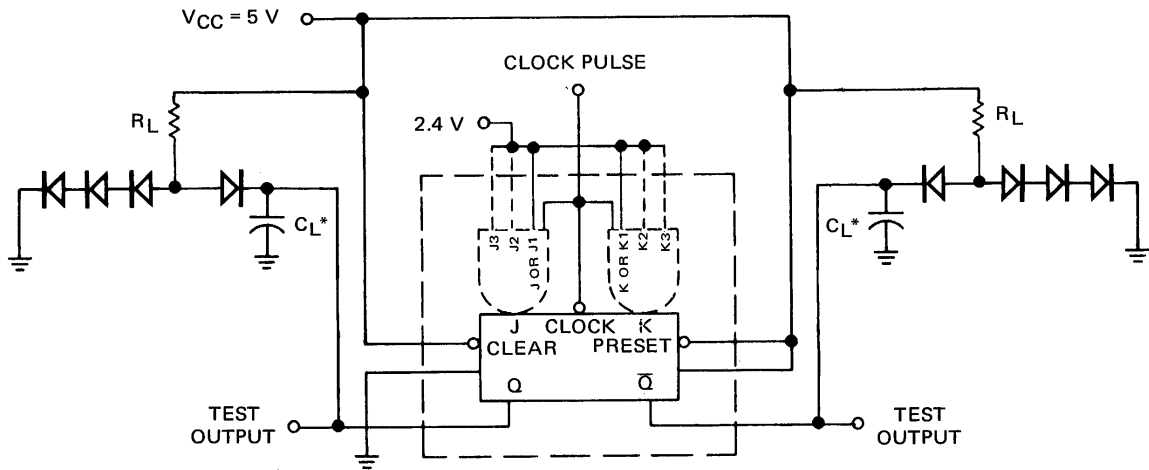 VCC = 5 V
CLOCK PULSE
RL
2.4 V
RL
CL*
J3
J2
J OR J1
K OR K1
K2
K3
CL*
J
CLOCK
K
CLEAR
PRESET
Q
Q̅
TEST
OUTPUT
TEST
OUTPUT